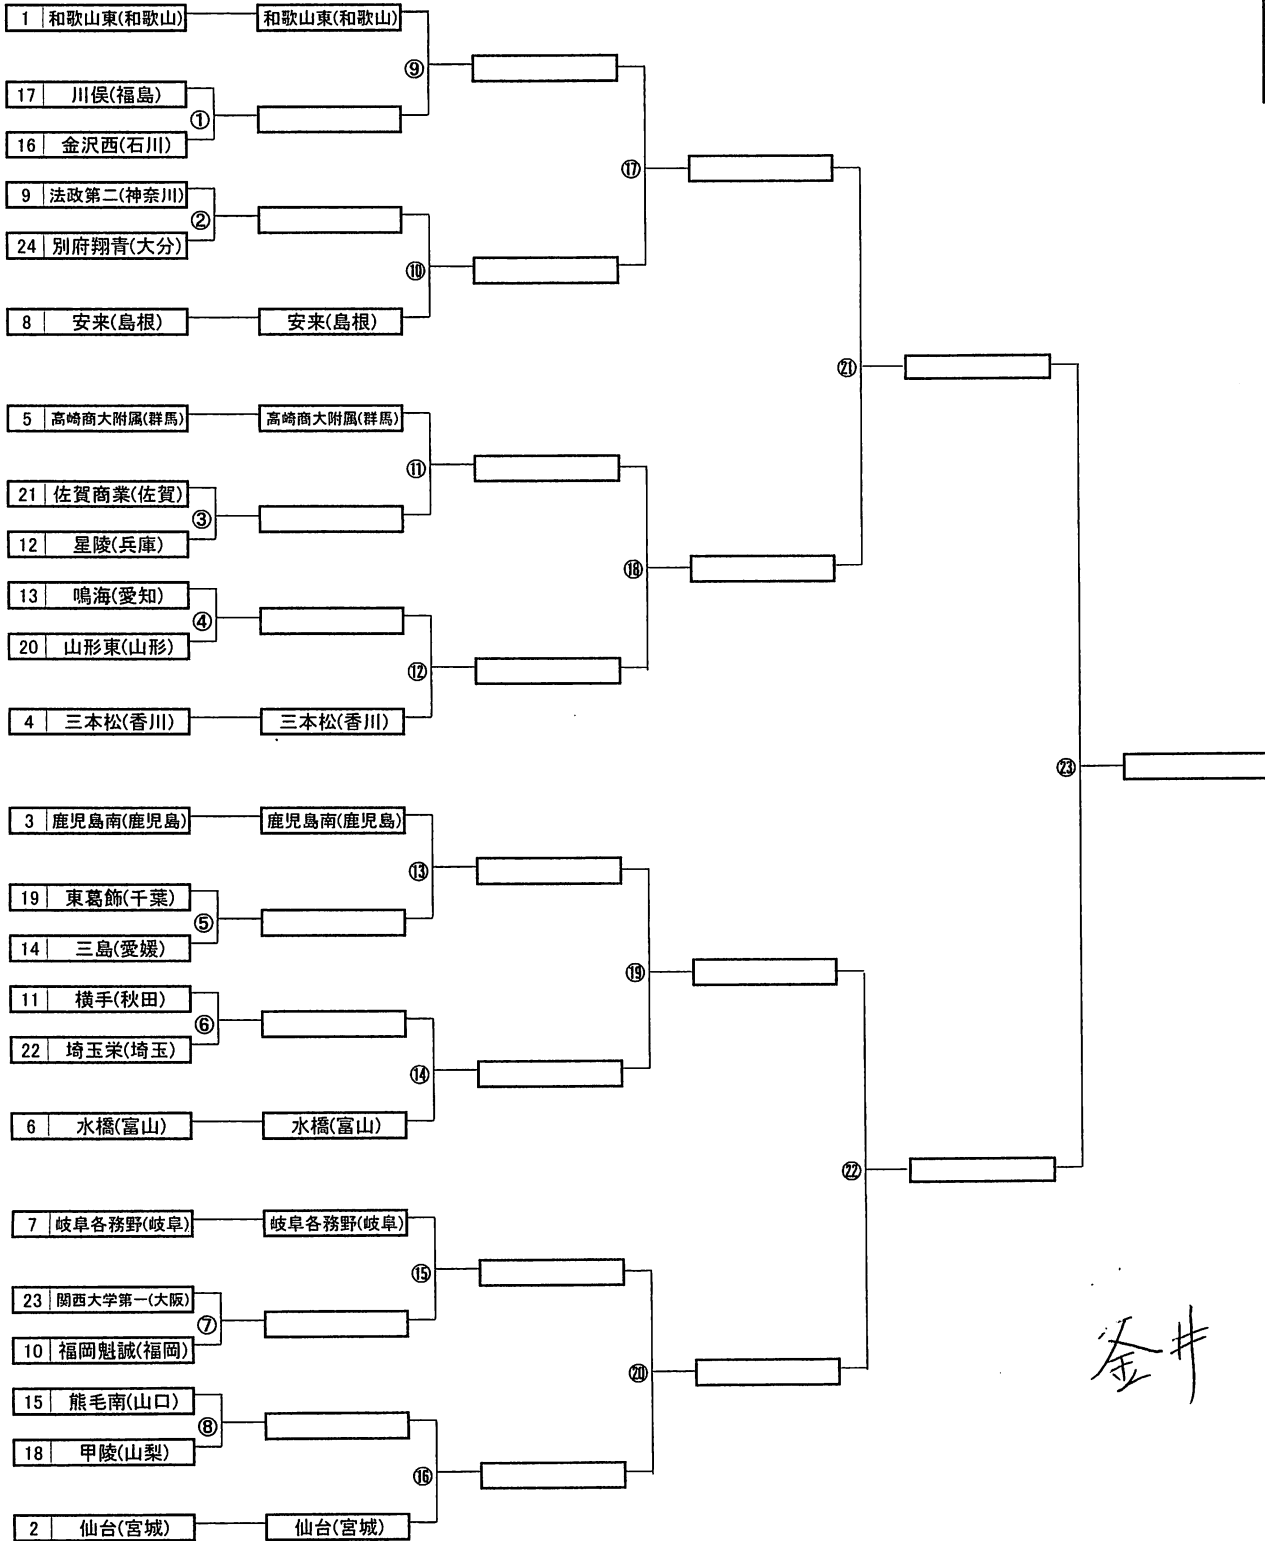 1 和歌山東(和歌山) 和歌山東(和歌山)
⑨
17 川俣(福島)
①
16 金沢西(石川)
⑰
9 法政第二(神奈川)
②
24 別府翔青(大分)
⑩
8 安来(島根) 安来(島根)
㉑
5 高崎商大附属(群馬) 高崎商大附属(群馬)
⑪
21 佐賀商業(佐賀)
③
12 星陵(兵庫)
⑱
13 鳴海(愛知)
④
20 山形東(山形)
⑫
4 三本松(香川) 三本松(香川)
㉓
3 鹿児島南(鹿児島) 鹿児島南(鹿児島)
⑬
19 東葛飾(千葉)
⑤
14 三島(愛媛)
⑲
11 横手(秋田)
⑥
22 埼玉栄(埼玉)
⑭
6 水橋(富山) 水橋(富山)
㉒
7 岐阜各務野(岐阜) 岐阜各務野(岐阜)
⑮
23 関西大学第一(大阪)
⑦
10 福岡魁誠(福岡)
⑳
15 熊毛南(山口)
⑧
18 甲陵(山梨)
⑯
2 仙台(宮城) 仙台(宮城)
釜井